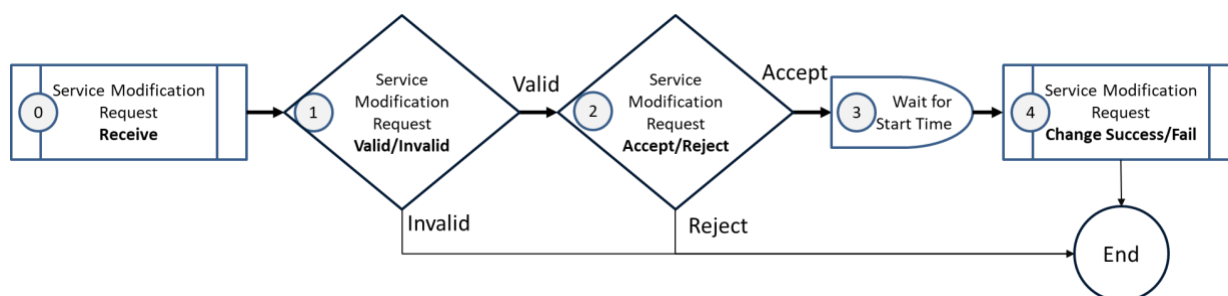 0
Service Modification
Request
Receive
1
Service
Modification
Request
Valid/Invalid
Valid
Invalid
2
Service
Modification
Request
Accept/Reject
Accept
Reject
3
Wait for
Start Time
4
Service Modification
Request
Change Success/Fail
End